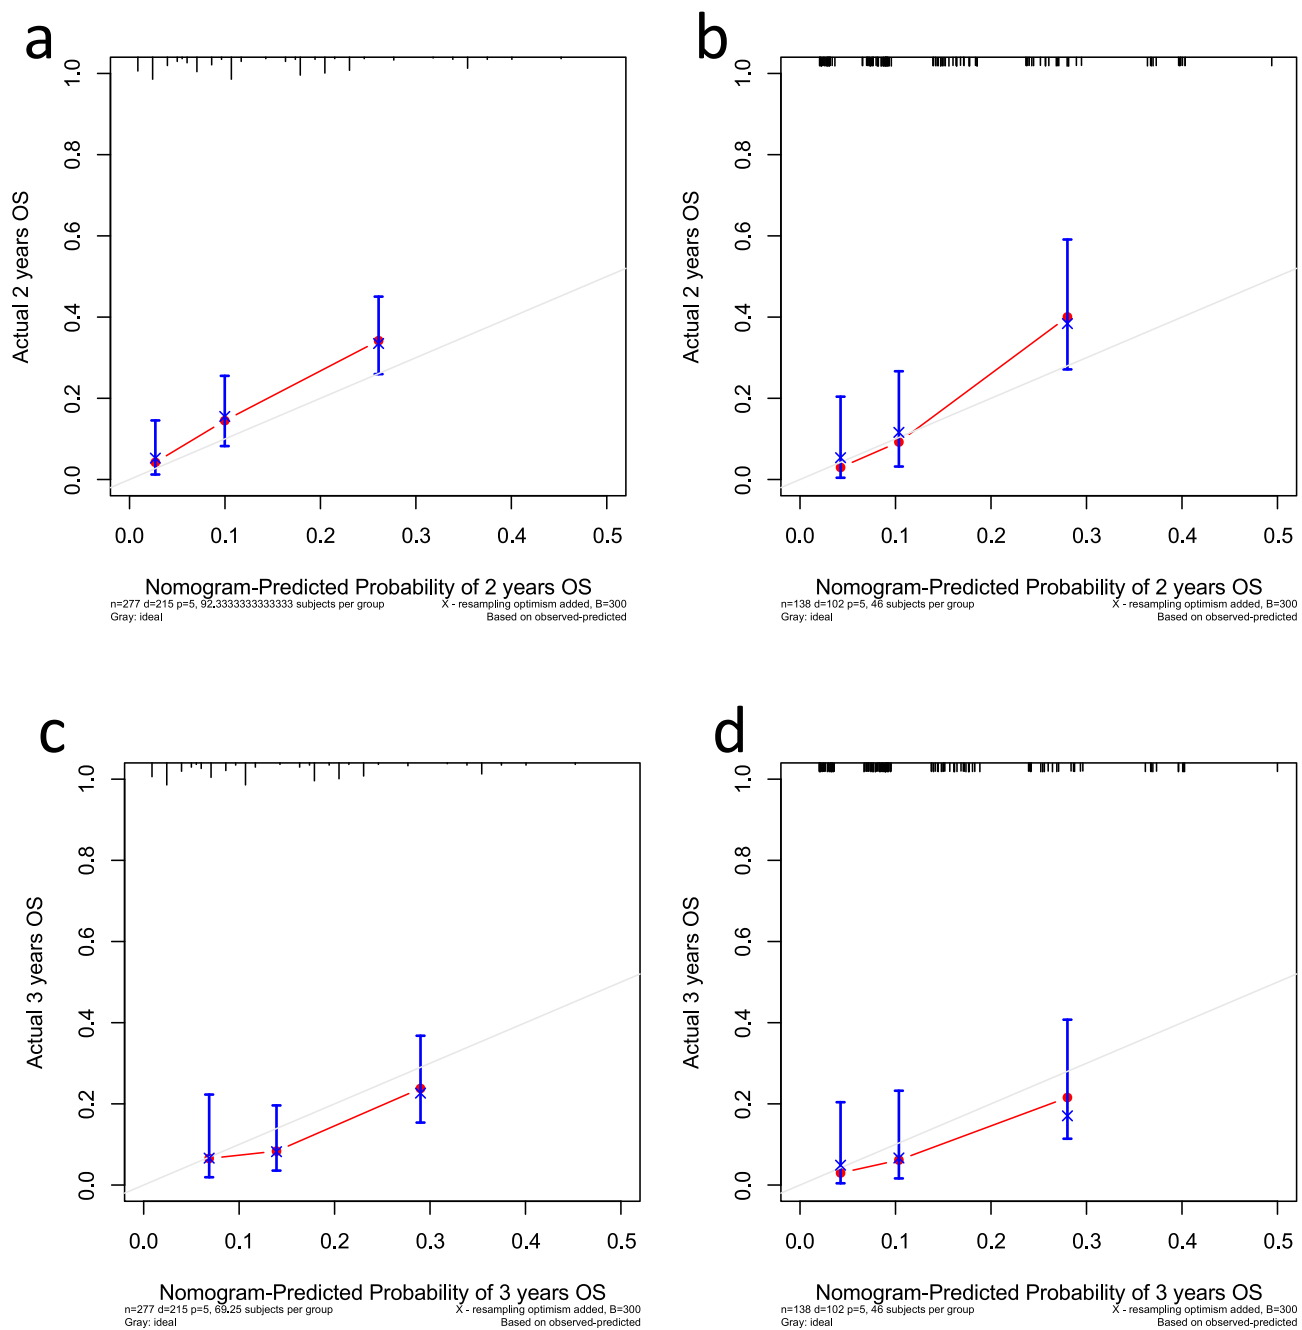 a
1.0
0.8
0.6
0.4
0.2
0.0
Actual 2 years OS
0.0 0.1 0.2 0.3 0.4 0.5
Nomogram-Predicted Probability of 2 years OS
n=277 d=215 p=5, 92.3333333333333 subjects per group X - resampling optimism added, B=300
Gray: ideal Based on observed-predicted
b
1.0
0.8
0.6
0.4
0.2
0.0
Actual 2 years OS
0.0 0.1 0.2 0.3 0.4 0.5
Nomogram-Predicted Probability of 2 years OS
n=138 d=102 p=5, 46 subjects per group X - resampling optimism added, B=300
Gray: ideal Based on observed-predicted
c
1.0
0.8
0.6
0.4
0.2
0.0
Actual 3 years OS
0.0 0.1 0.2 0.3 0.4 0.5
Nomogram-Predicted Probability of 3 years OS
n=277 d=215 p=5, 69.25 subjects per group X - resampling optimism added, B=300
Gray: ideal Based on observed-predicted
d
1.0
0.8
0.6
0.4
0.2
0.0
Actual 3 years OS
0.0 0.1 0.2 0.3 0.4 0.5
Nomogram-Predicted Probability of 3 years OS
n=138 d=102 p=5, 46 subjects per group X - resampling optimism added, B=300
Gray: ideal Based on observed-predicted